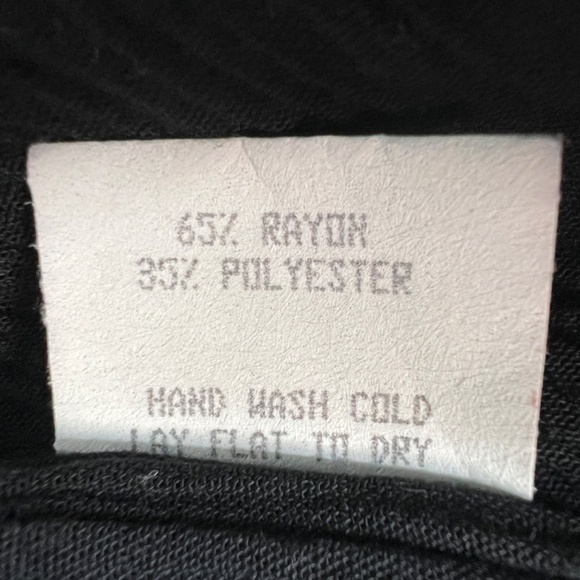 65% RAYON
35% POLYESTER
HAND WASH COLD
LAY FLAT TO DRY